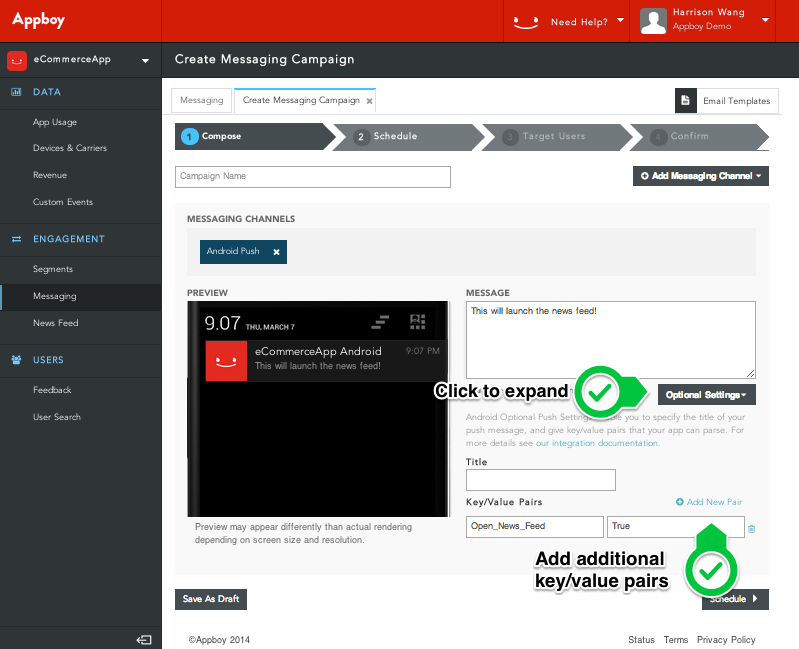 Appboy
Need Help?
Harrison Wang
Appboy Demo
eCommerceApp
Create Messaging Campaign
DATA
App Usage
Devices & Carriers
Revenue
Custom Events
ENGAGEMENT
Segments
Messaging
News Feed
USERS
Feedback
User Search
Messaging
Create Messaging Campaign
Email Templates
1 Compose
2 Schedule
3 Target Users
4 Confirm
Campaign Name
Add Messaging Channel
MESSAGING CHANNELS
Android Push
PREVIEW
9.07 THU, MARCH 7
eCommerceApp Android 9:07 PM
This will launch the news feed!
Preview may appear differently than actual rendering
depending on screen size and resolution.
MESSAGE
This will launch the news feed!
Click to expand
Optional Settings
Android Optional Push Settings you to specify the title of your
push message, and give key/value pairs that your app can parse. For
more details see our integration documentation.
Title
Key/Value Pairs
Add New Pair
Open_News_Feed
True
Add additional
key/value pairs
Save As Draft
Schedule
©Appboy 2014
Status Terms Privacy Policy